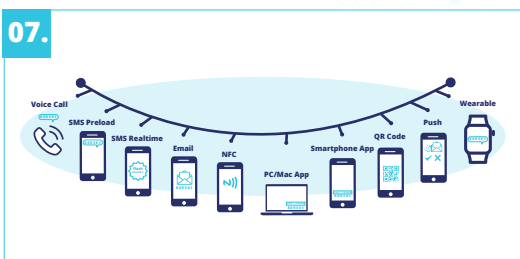 07.
Voice Call
SMS Preload
SMS Realtime
Email
NFC
PC/Mac App
Smartphone App
QR Code
Push
Wearable